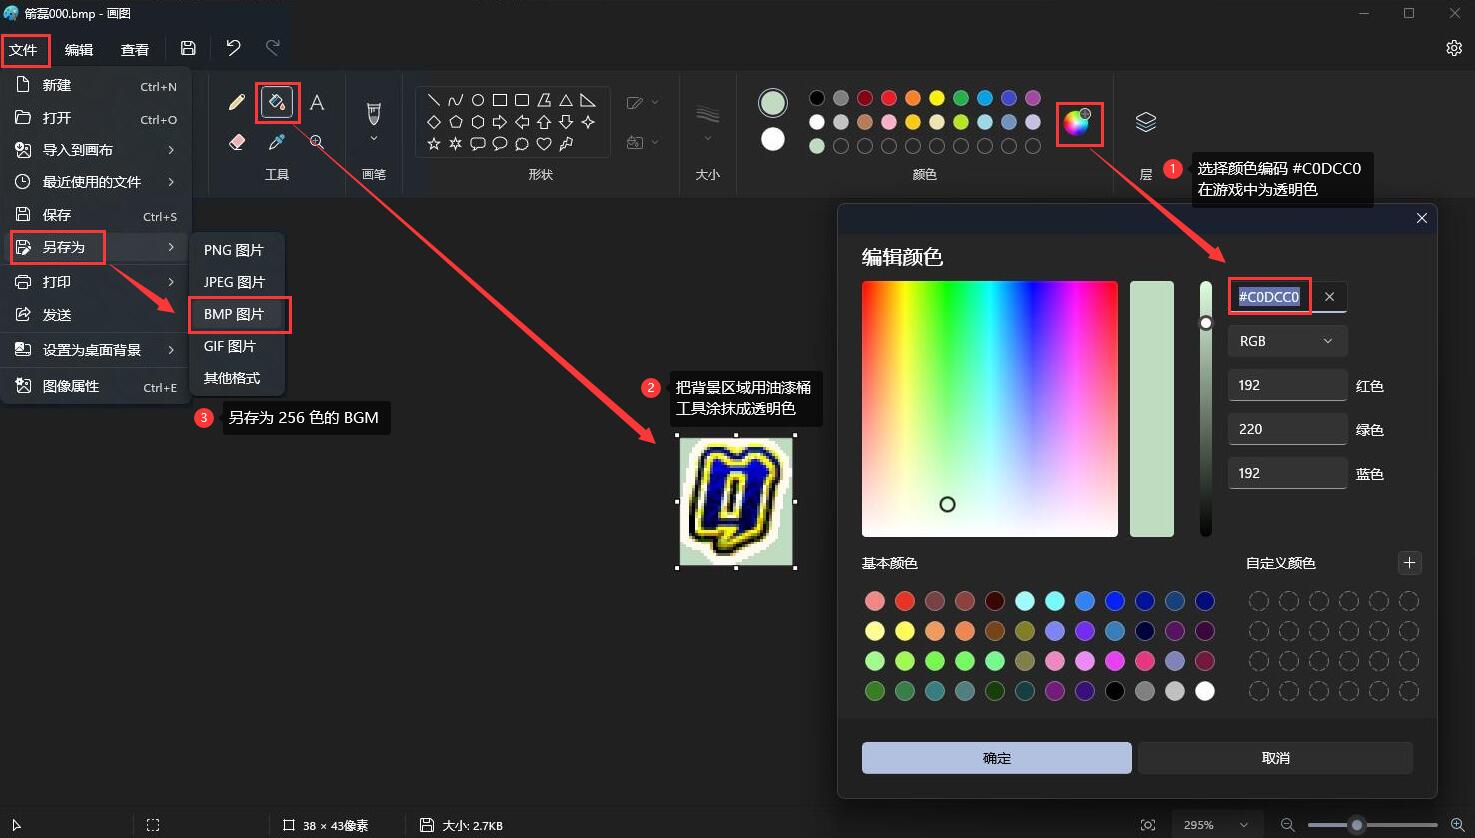 箭磊000.bmp - 画图
文件
编辑
查看
新建
Ctrl+N
打开
Ctrl+O
导入到画布
最近使用的文件
保存
Ctrl+S
另存为
打印
发送
设置为桌面背景
图像属性
Ctrl+E
PNG 图片
JPEG 图片
BMP 图片
GIF 图片
其他格式
3
另存为 256 色的 BGM
A
工具
画笔
形状
大小
颜色
层
1
选择颜色编码 #C0DCC0
在游戏中为透明色
2
把背景区域用油漆桶
工具涂抹成透明色
0
编辑颜色
#C0DCC0
RGB
192
红色
220
绿色
192
蓝色
基本颜色
自定义颜色
确定
取消
38 × 43像素
大小: 2.7KB
295%